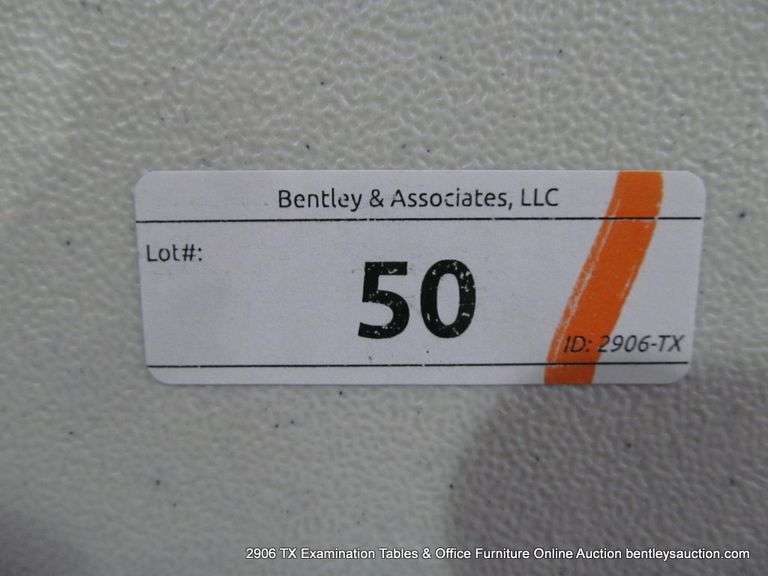 Bentley & Associates, LLC
Lot#:
50
ID: 2906-TX
2906 TX Examination Tables & Office Furniture Online Auction bentleysauction.com